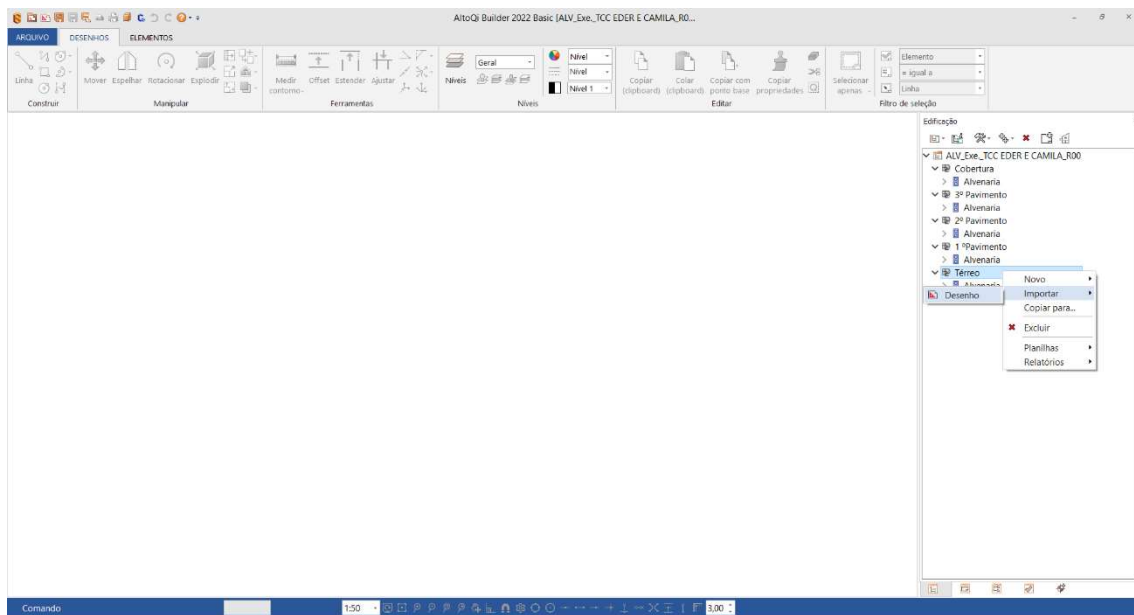 AltoQi Builder 2022 Basic [ALV_Exe._TCC EDER E CAMILA_R0...
ARQUIVO DESENHOS ELEMENTOS
Linha
Construir
Mover Espelhar Rotacionar Explodir
Manipular
Medir contorno- Offset Estender Ajustar
Ferramentas
Níveis
Geral
Nível
Nível
Nível 1
Níveis
Copiar (clipboard) Colar (clipboard) Copiar com ponto base Copiar propriedades
Editar
Selecionar apenas
Elemento
= igual a
Linha
Filtro de seleção
Edificação
ALV_Exe._TCC EDER E CAMILA_R00
Cobertura
Alvenaria
3º Pavimento
Alvenaria
2º Pavimento
Alvenaria
1 ºPavimento
Alvenaria
Térreo
Alvenaria
Desenho
Novo
Importar
Copiar para...
Excluir
Planilhas
Relatórios
Comando
1:50
3,00